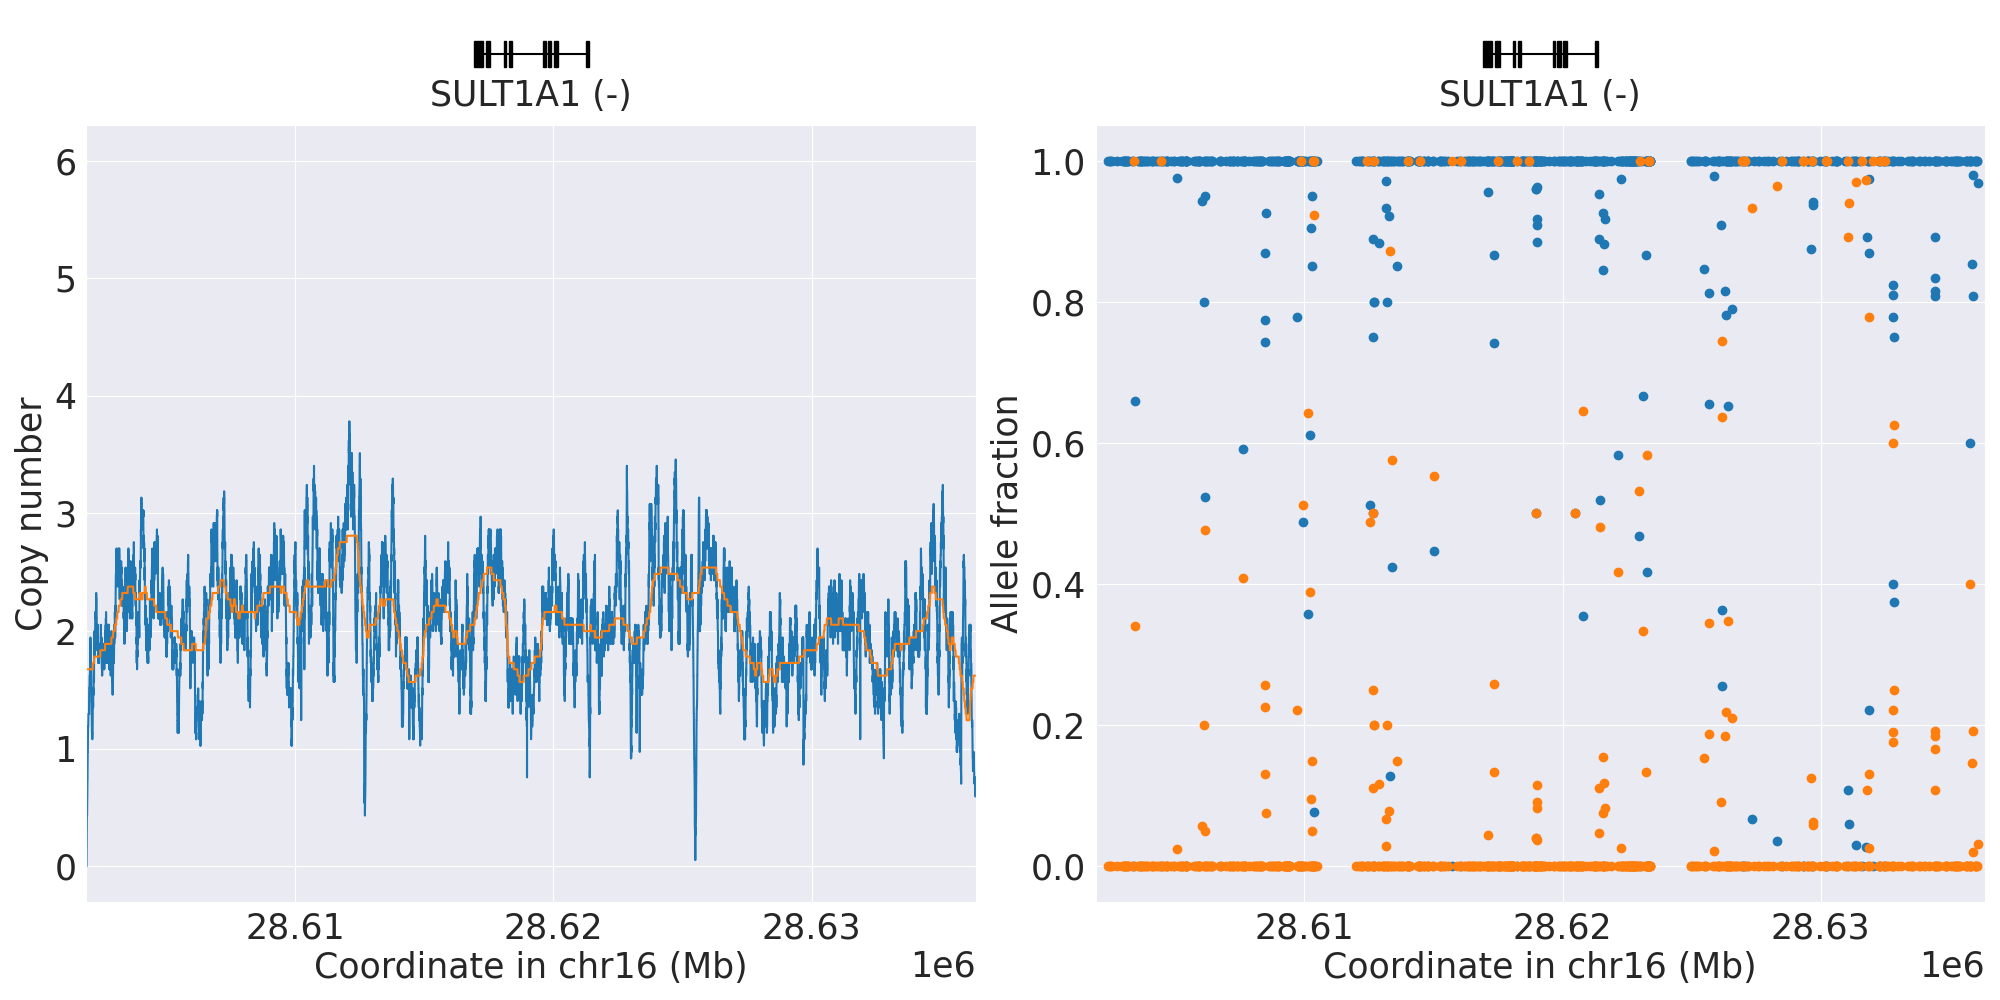 SULT1A1 (-)
6
5
4
3
2
1
0
Copy number
28.61
28.62
28.63
Coordinate in chr16 (Mb)
1e6
SULT1A1 (-)
1.0
0.8
0.6
0.4
0.2
0.0
Allele fraction
28.61
28.62
28.63
Coordinate in chr16 (Mb)
1e6